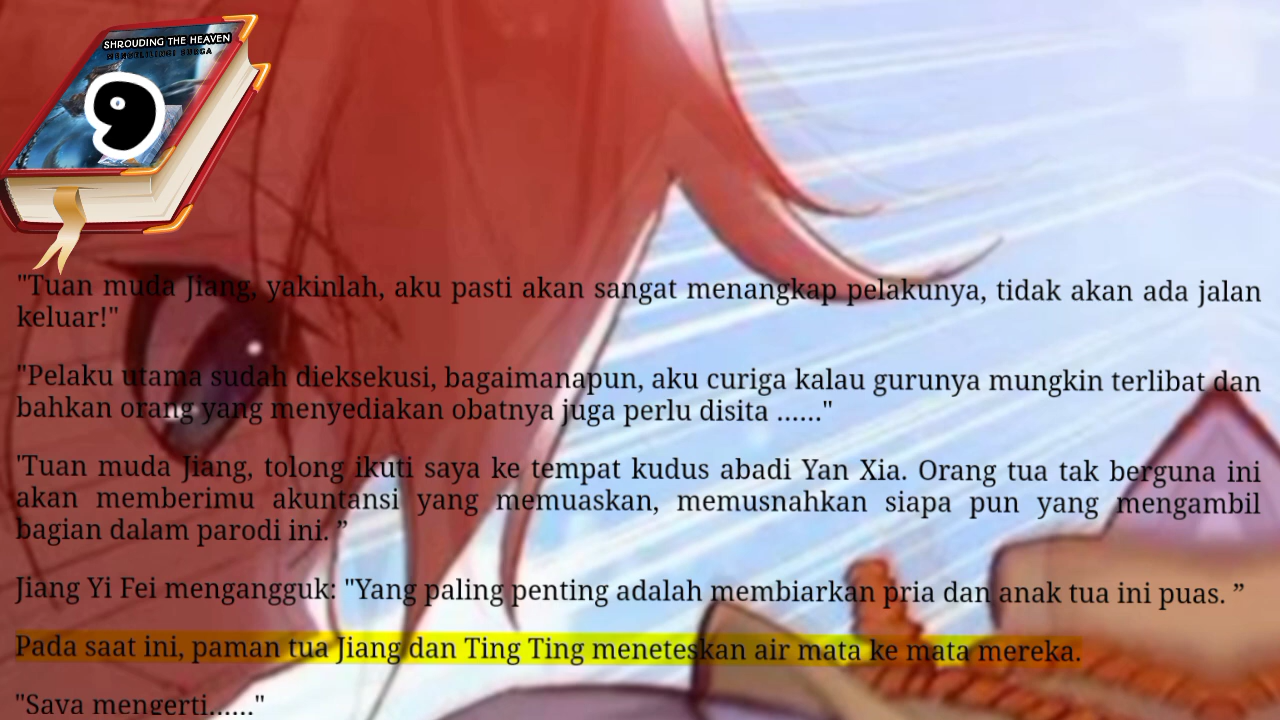 SHROUDING THE HEAVEN
9
"Tuan muda Jiang, yakinlah, aku pasti akan sangat menangkap pelakunya, tidak akan ada jalan
keluar!"
"Pelaku utama sudah dieksekusi, bagaimanapun, aku curiga kalau gurunya mungkin terlibat dan
bahkan orang yang menyediakan obatnya juga perlu disita ......"
'Tuan muda Jiang, tolong ikuti saya ke tempat kudus abadi Yan Xia. Orang tua tak berguna ini
akan memberimu akuntansi yang memuaskan, memusnahkan siapa pun yang mengambil
bagian dalam parodi ini. ”
Jiang Yi Fei mengangguk: "Yang paling penting adalah membiarkan pria dan anak tua ini puas. ”
Pada saat ini, paman tua Jiang dan Ting Ting meneteskan air mata ke mata mereka.
"Saya mengerti......"